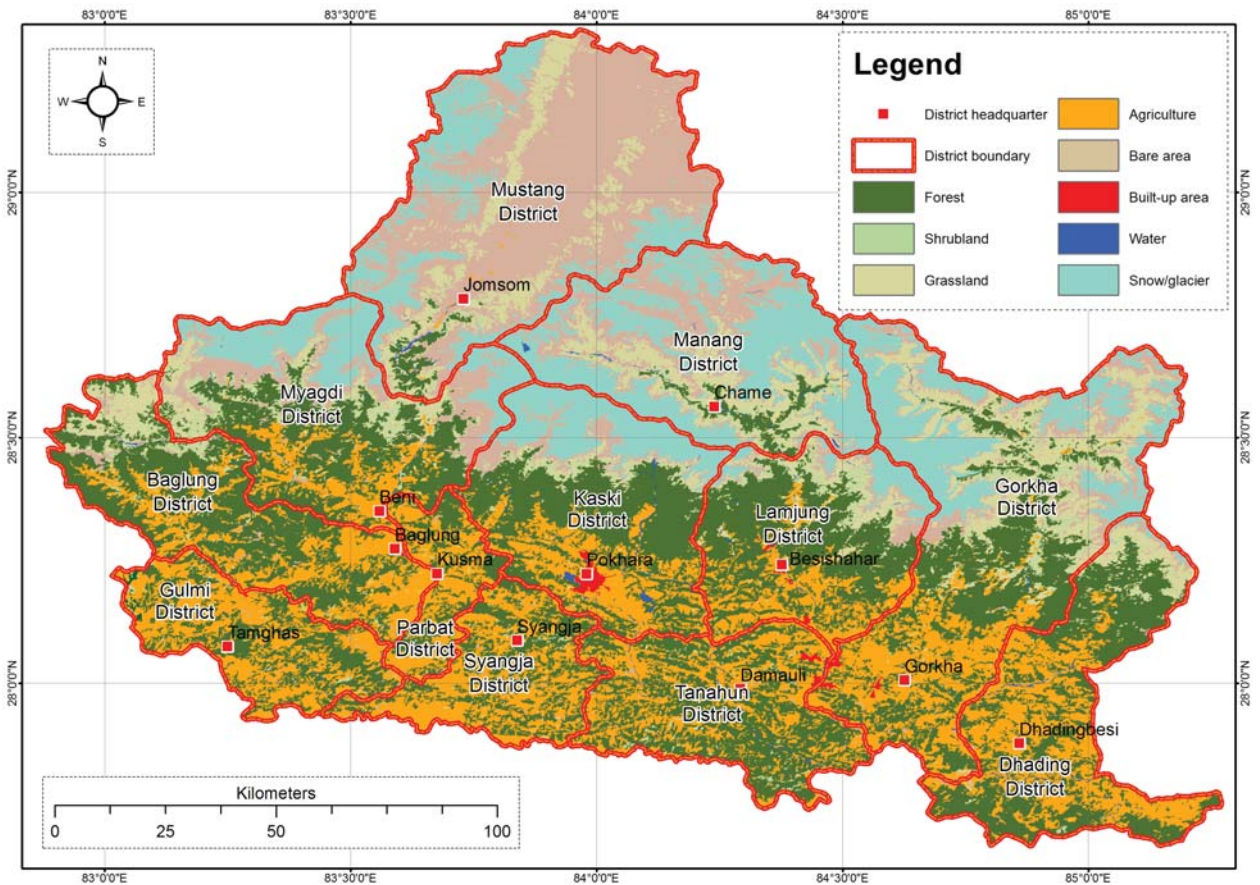 83°0'0"E 83°30'0"E 84°0'0"E 84°30'0"E 85°0'0"E
N
W E
S
Legend
District headquarter
District boundary
Forest
Shrubland
Grassland
Agriculture
Bare area
Built-up area
Water
Snow/glacier
29°0'0"N
29°0'0"N
Mustang
District
Jomsom
Manang
District
Chame
Myagdi
District
28°30'0"N
28°30'0"N
Baglung
District
Beni
Baglung
Kusma
Kaski
District
Pokhara
Lamjung
District
Besishahar
Gorkha
District
Gulmi
District
Tamghas
Parbat
District
Syangja
Syangja
District
Damauli
Tanahun
District
Gorkha
28°0'0"N
28°0'0"N
Dhadingbesi
Dhading
District
Kilometers
0 25 50 100
83°0'0"E 83°30'0"E 84°0'0"E 84°30'0"E 85°0'0"E